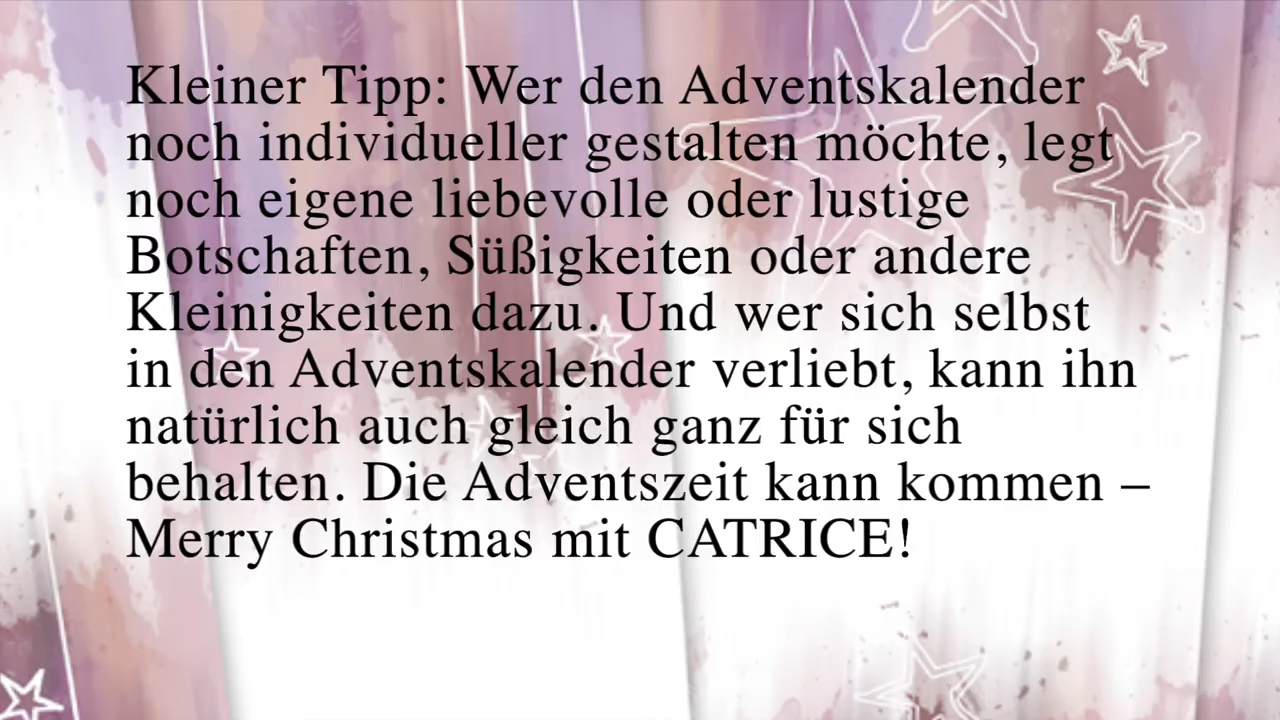 Kleiner Tipp: Wer den Adventskalender
noch individueller gestalten möchte, legt
noch eigene liebevolle oder lustige
Botschaften, Süßigkeiten oder andere
Kleinigkeiten dazu. Und wer sich selbst
in den Adventskalender verliebt, kann ihn
natürlich auch gleich ganz für sich
behalten. Die Adventszeit kann kommen –
Merry Christmas mit CATRICE!